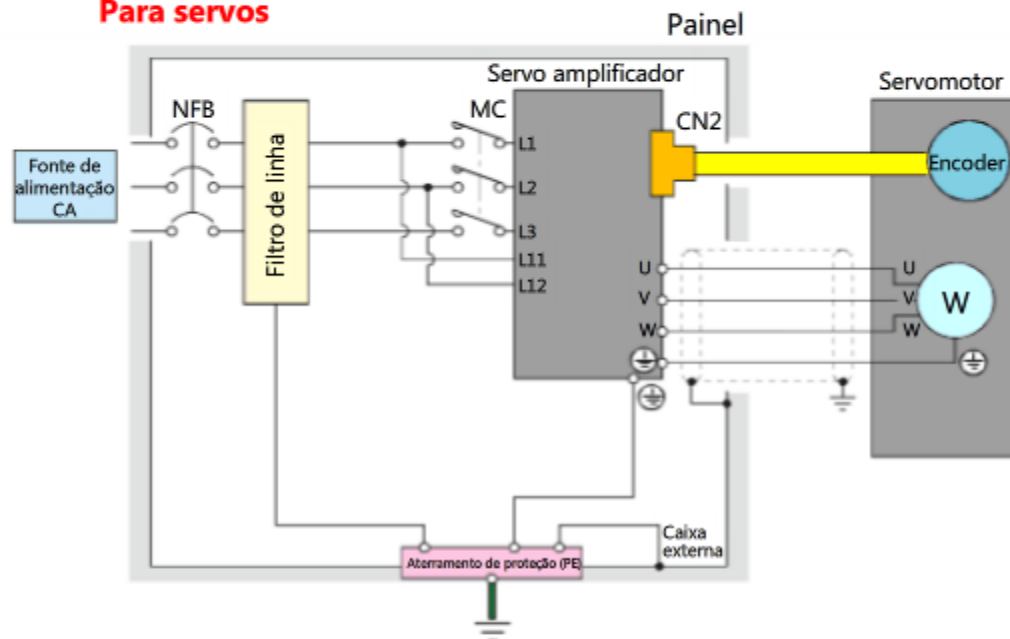 Para servos
Painel
Servo amplificador
Servomotor
NFB
MC
CN2
Fonte de
alimentação
CA
Filtro de linha
L1
L2
L3
L11
L12
Encoder
U
V
W
U
V
W
W
Caixa
externa
Aterramento de proteção (PE)